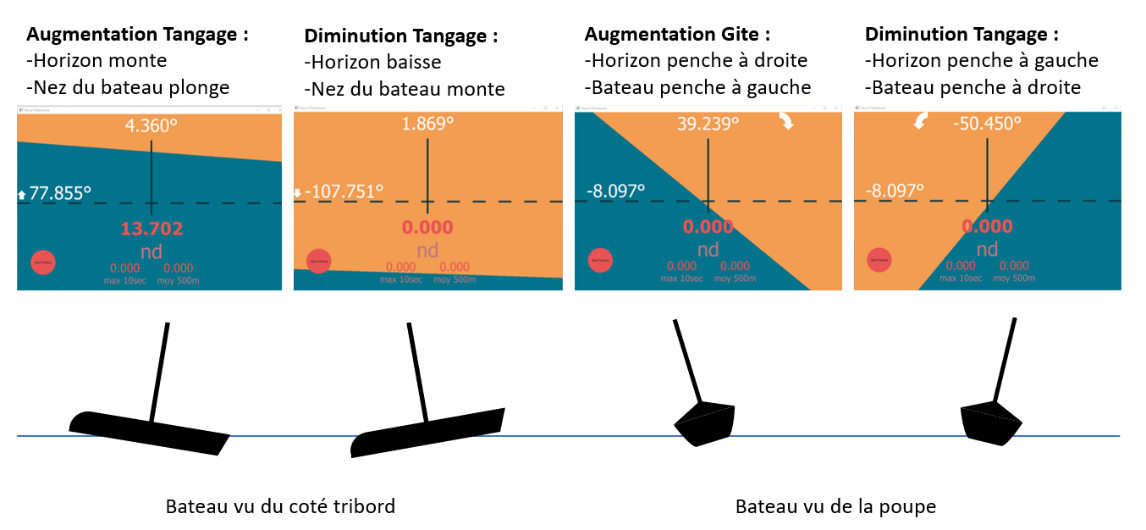 Augmentation Tangage :
-Horizon monte
-Nez du bateau plonge
Diminution Tangage :
-Horizon baisse
-Nez du bateau monte
Augmentation Gite :
-Horizon penche à droite
-Bateau penche à gauche
Diminution Tangage :
-Horizon penche à gauche
-Bateau penche à droite
4.360°
77.855°
13.702
nd
0.000 0.000
max 10sec moy 500m
1.869°
-107.751°
0.000
nd
0.000 0.000
max 10sec moy 500m
39.239°
-8.097°
0.000
nd
0.000 0.000
max 10sec moy 500m
-50.450°
-8.097°
0.000
nd
0.000 0.000
max 10sec moy 500m
Bateau vu du coté tribord
Bateau vu de la poupe